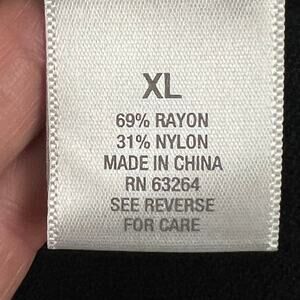 XL
69% RAYON
31% NYLON
MADE IN CHINA
RN 63264
SEE REVERSE
FOR CARE